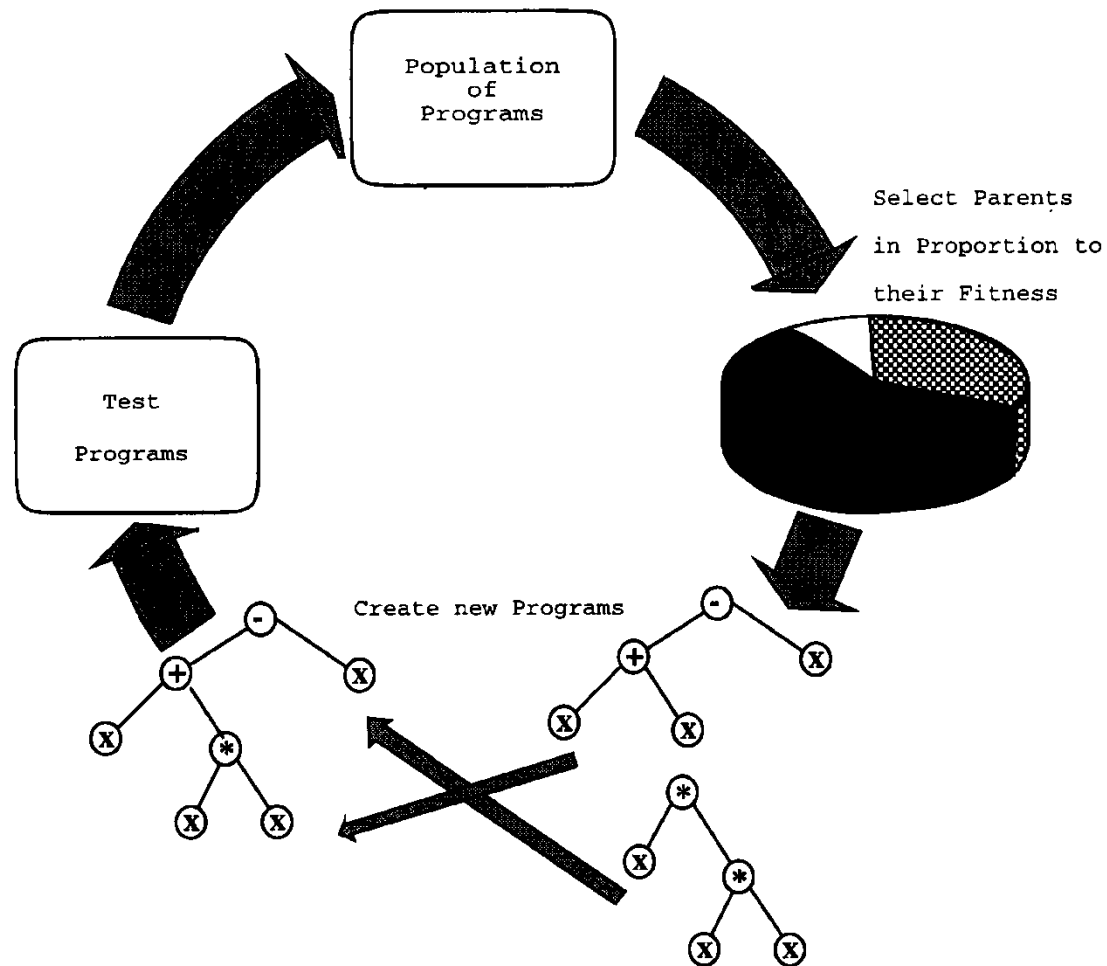 Population
of
Programs
Select Parents
in Proportion to
their Fitness
Test
Programs
Create new Programs
-
+
X
X
*
X
X
-
+
X
X
X
*
X
*
X
X